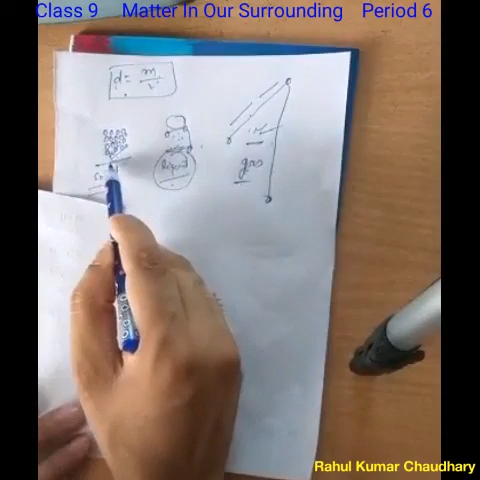 Class 9 Matter In Our Surrounding Period 6
d = m/v
Liquid
gas
Rahul Kumar Chaudhary